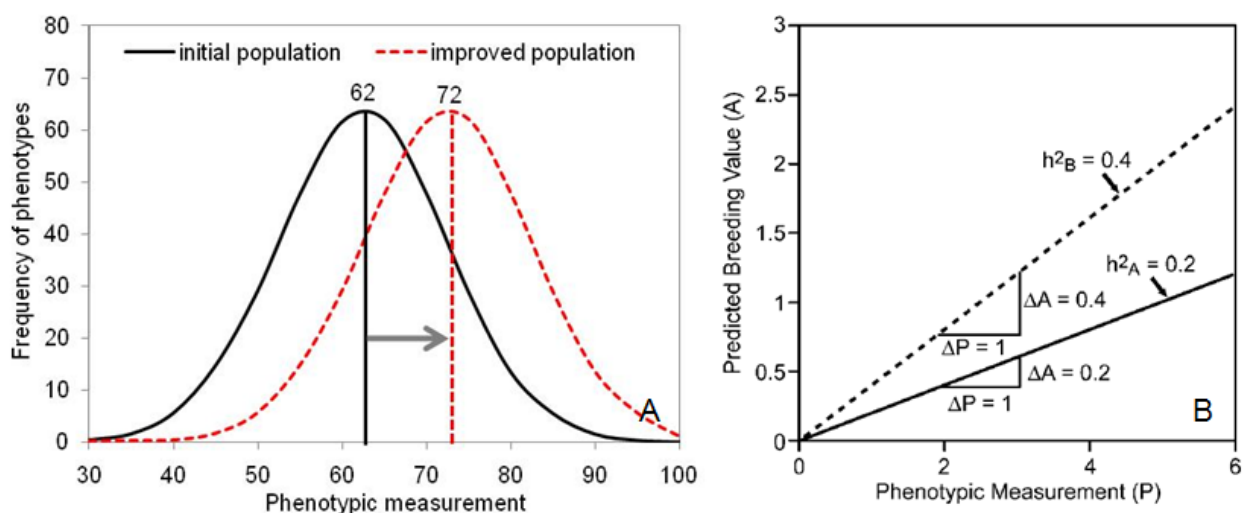 80
70
60
50
40
30
20
10
0
Frequency of phenotypes
initial population
improved population
62
72
A
30 40 50 60 70 80 90 100
Phenotypic measurement
3
2.5
2
1.5
1
0.5
0
Predicted Breeding Value (A)
h²B = 0.4
h²A = 0.2
ΔA = 0.4
ΔP = 1
ΔA = 0.2
ΔP = 1
B
0 2 4 6
Phenotypic Measurement (P)